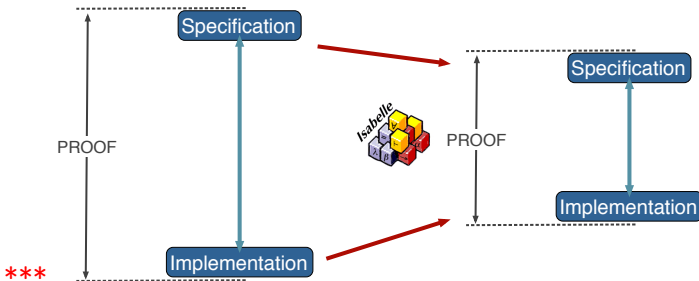 Specification
Specification
Isabelle
PROOF
PROOF
λ
β
Implementation
Implementation
***